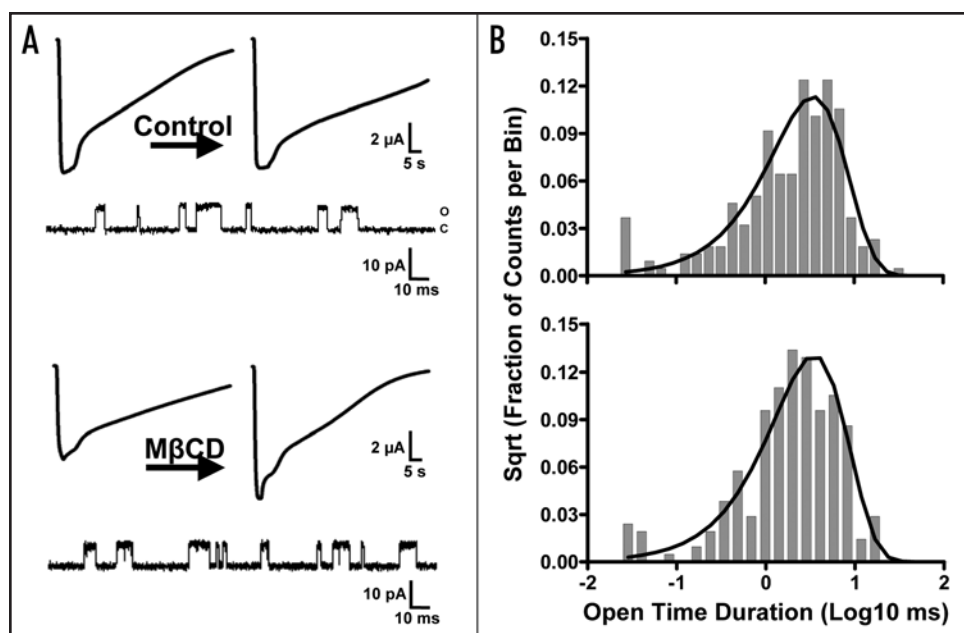 A
Control
2 µA
5 s
O
C
10 pA
10 ms
MβCD
2 µA
5 s
10 pA
10 ms
B
Sqrt (Fraction of Counts per Bin)
0.15
0.12
0.09
0.06
0.03
0.00
0.15
0.12
0.09
0.06
0.03
0.00
-2 -1 0 1 2
Open Time Duration (Log10 ms)